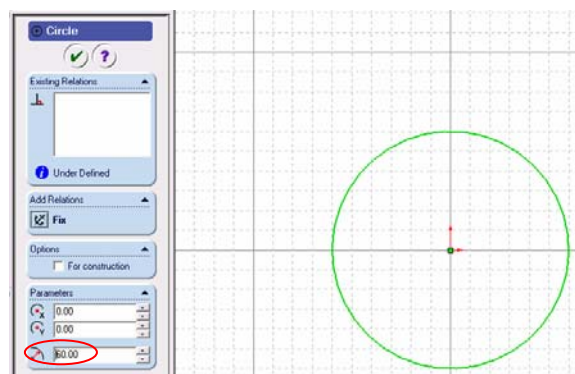 Circle
?
Existing Relations
i Under Defined
Add Relations
Fix
Options
For construction
Parameters
X 0.00
Y 0.00
60.00